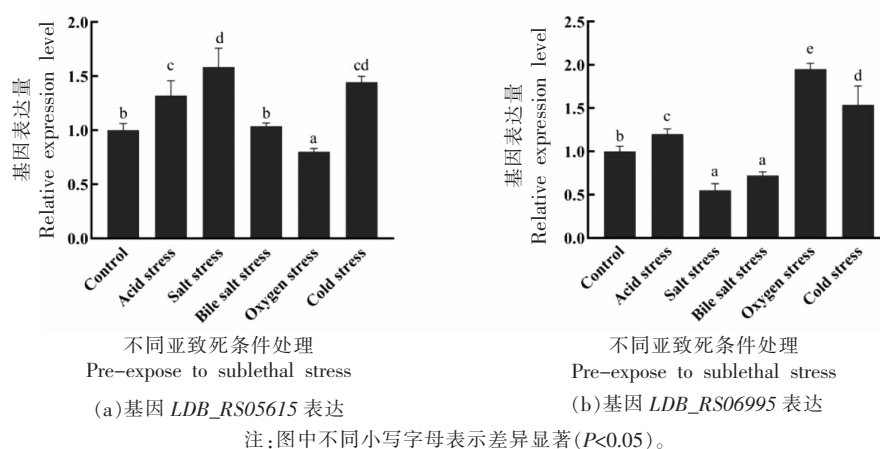 2.0
1.5
1.0
0.5
0.0
基因表达量
Relative expression level
b
c
d
b
a
cd
Control
Acid stress
Salt stress
Bile salt stress
Oxygen stress
Cold stress
不同亚致死条件处理
Pre-expose to sublethal stress
(a)基因 LDB_RS05615 表达
2.5
2.0
1.5
1.0
0.5
0.0
基因表达量
Relative expression level
b
c
a
a
e
d
Control
Acid stress
Salt stress
Bile salt stress
Oxygen stress
Cold stress
不同亚致死条件处理
Pre-expose to sublethal stress
(b)基因 LDB_RS06995 表达
注:图中不同小写字母表示差异显著(P<0.05)。